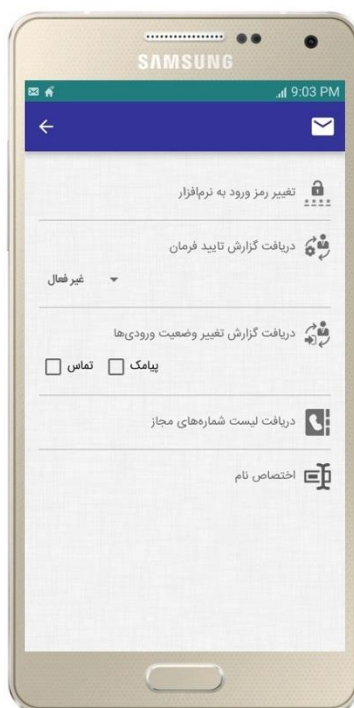 SAMSUNG
9:03 PM
تغییر رمز ورود به نرم‌افزار
دریافت گزارش تایید فرمان
غیر فعال
دریافت گزارش تغییر وضعیت ورودی‌ها
پیامک تماس
دریافت لیست شماره‌های مجاز
اختصاص نام